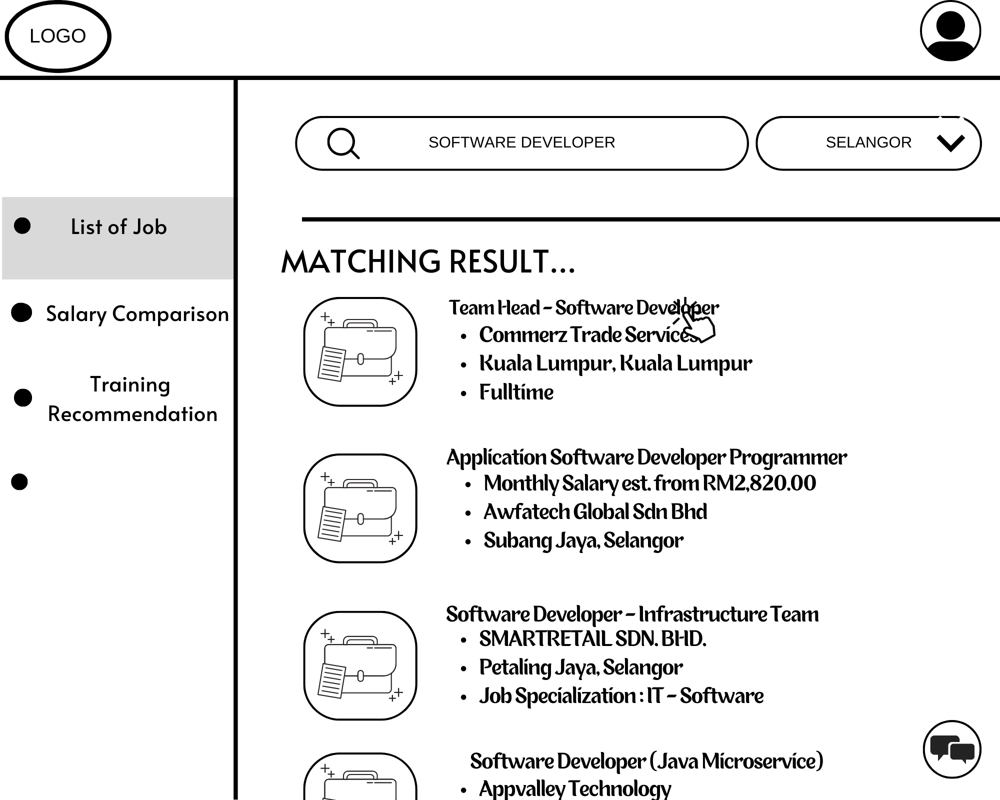 LOGO
SOFTWARE DEVELOPER
SELANGOR
List of Job
Salary Comparison
Training
Recommendation
MATCHING RESULT...
Team Head - Software Developer
• Commerz Trade Services
• Kuala Lumpur, Kuala Lumpur
• Fulltime
Application Software Developer Programmer
• Monthly Salary est. from RM2,820.00
• Awfatech Global Sdn Bhd
• Subang Jaya, Selangor
Software Developer - Infrastructure Team
• SMARTRETAIL SDN. BHD.
• Petaling Jaya, Selangor
• Job Specialization : IT - Software
Software Developer (Java Microservice)
• Appvalley Technology